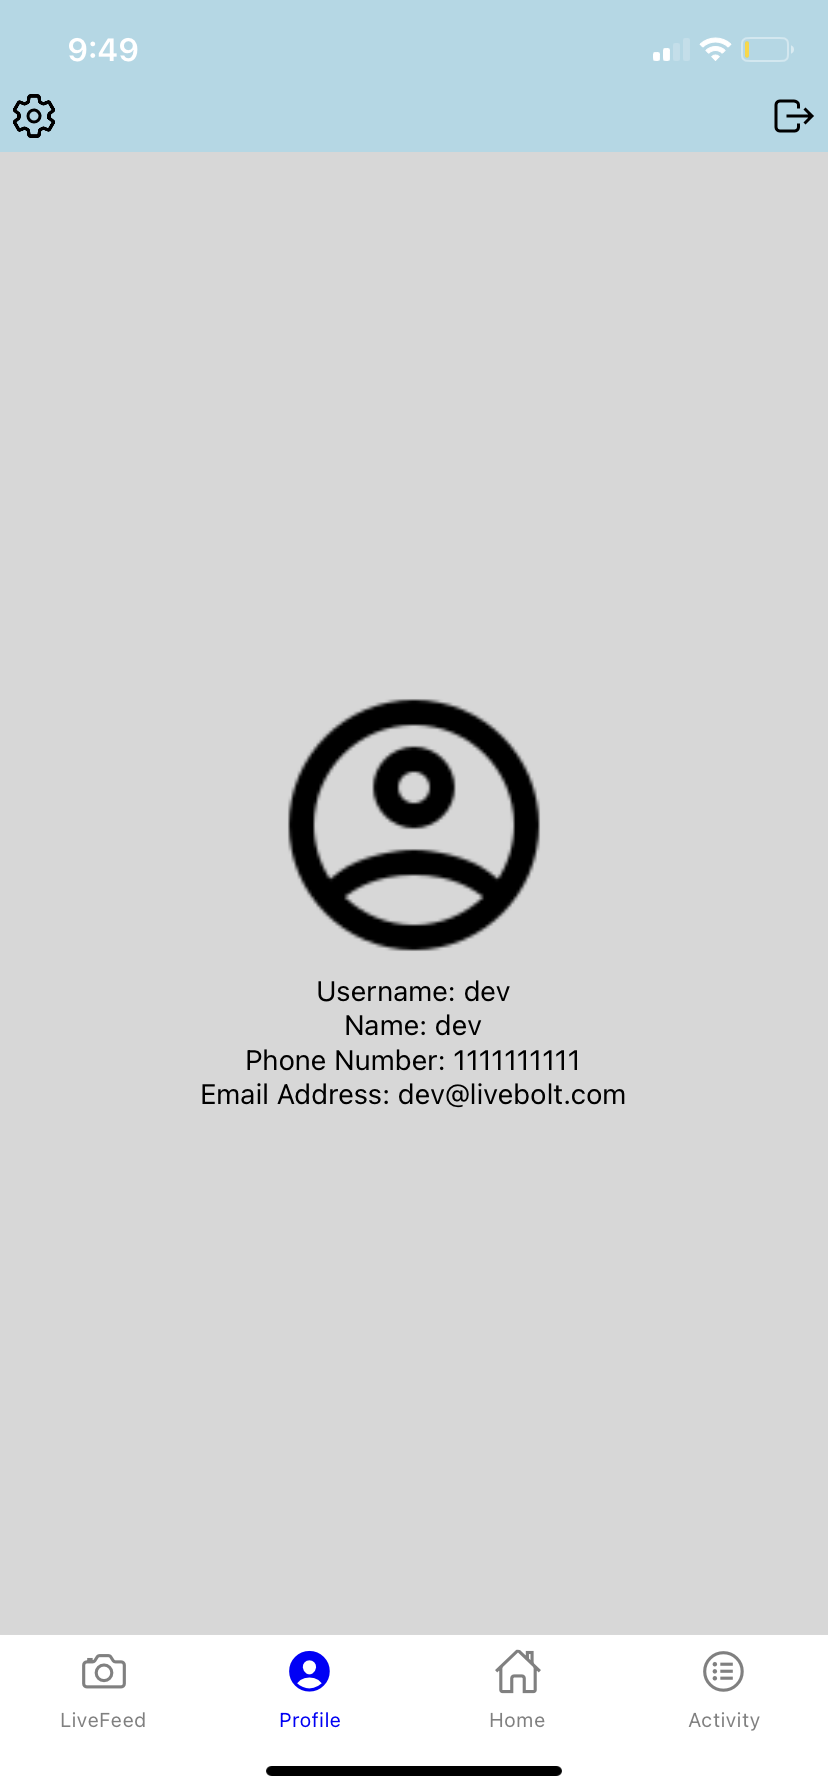 9:49
Username: dev
Name: dev
Phone Number: 1111111111
Email Address: dev@livebolt.com
LiveFeed
Profile
Home
Activity